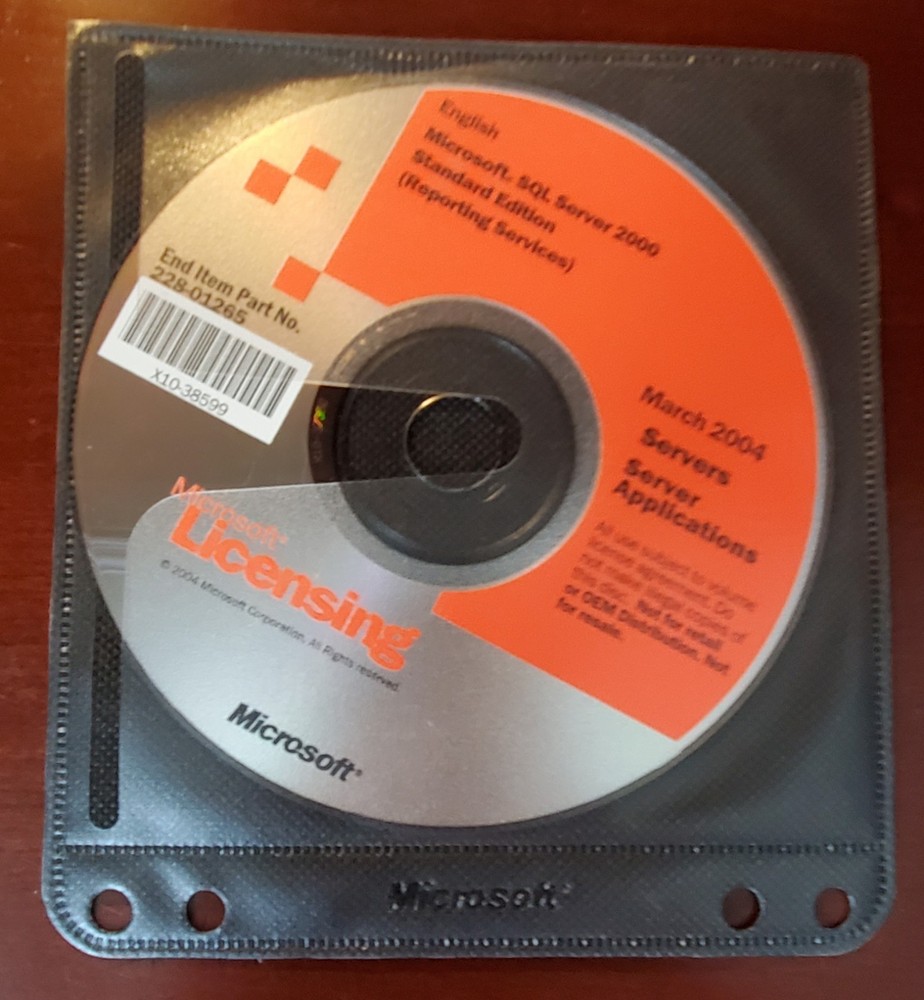 English
Microsoft® SQL Server 2000
Standard Edition
(Reporting Services)
End Item Part No.
228-01265
X10-38599
March 2004
Servers
Server
Applications
All use subject to volume
license agreement. Do
not make illegal copies of
this disc. Not for retail
or OEM Distribution. Not
for resale.
Microsoft®
Licensing
© 2004 Microsoft Corporation. All Rights reserved.
Microsoft®
Microsoft®